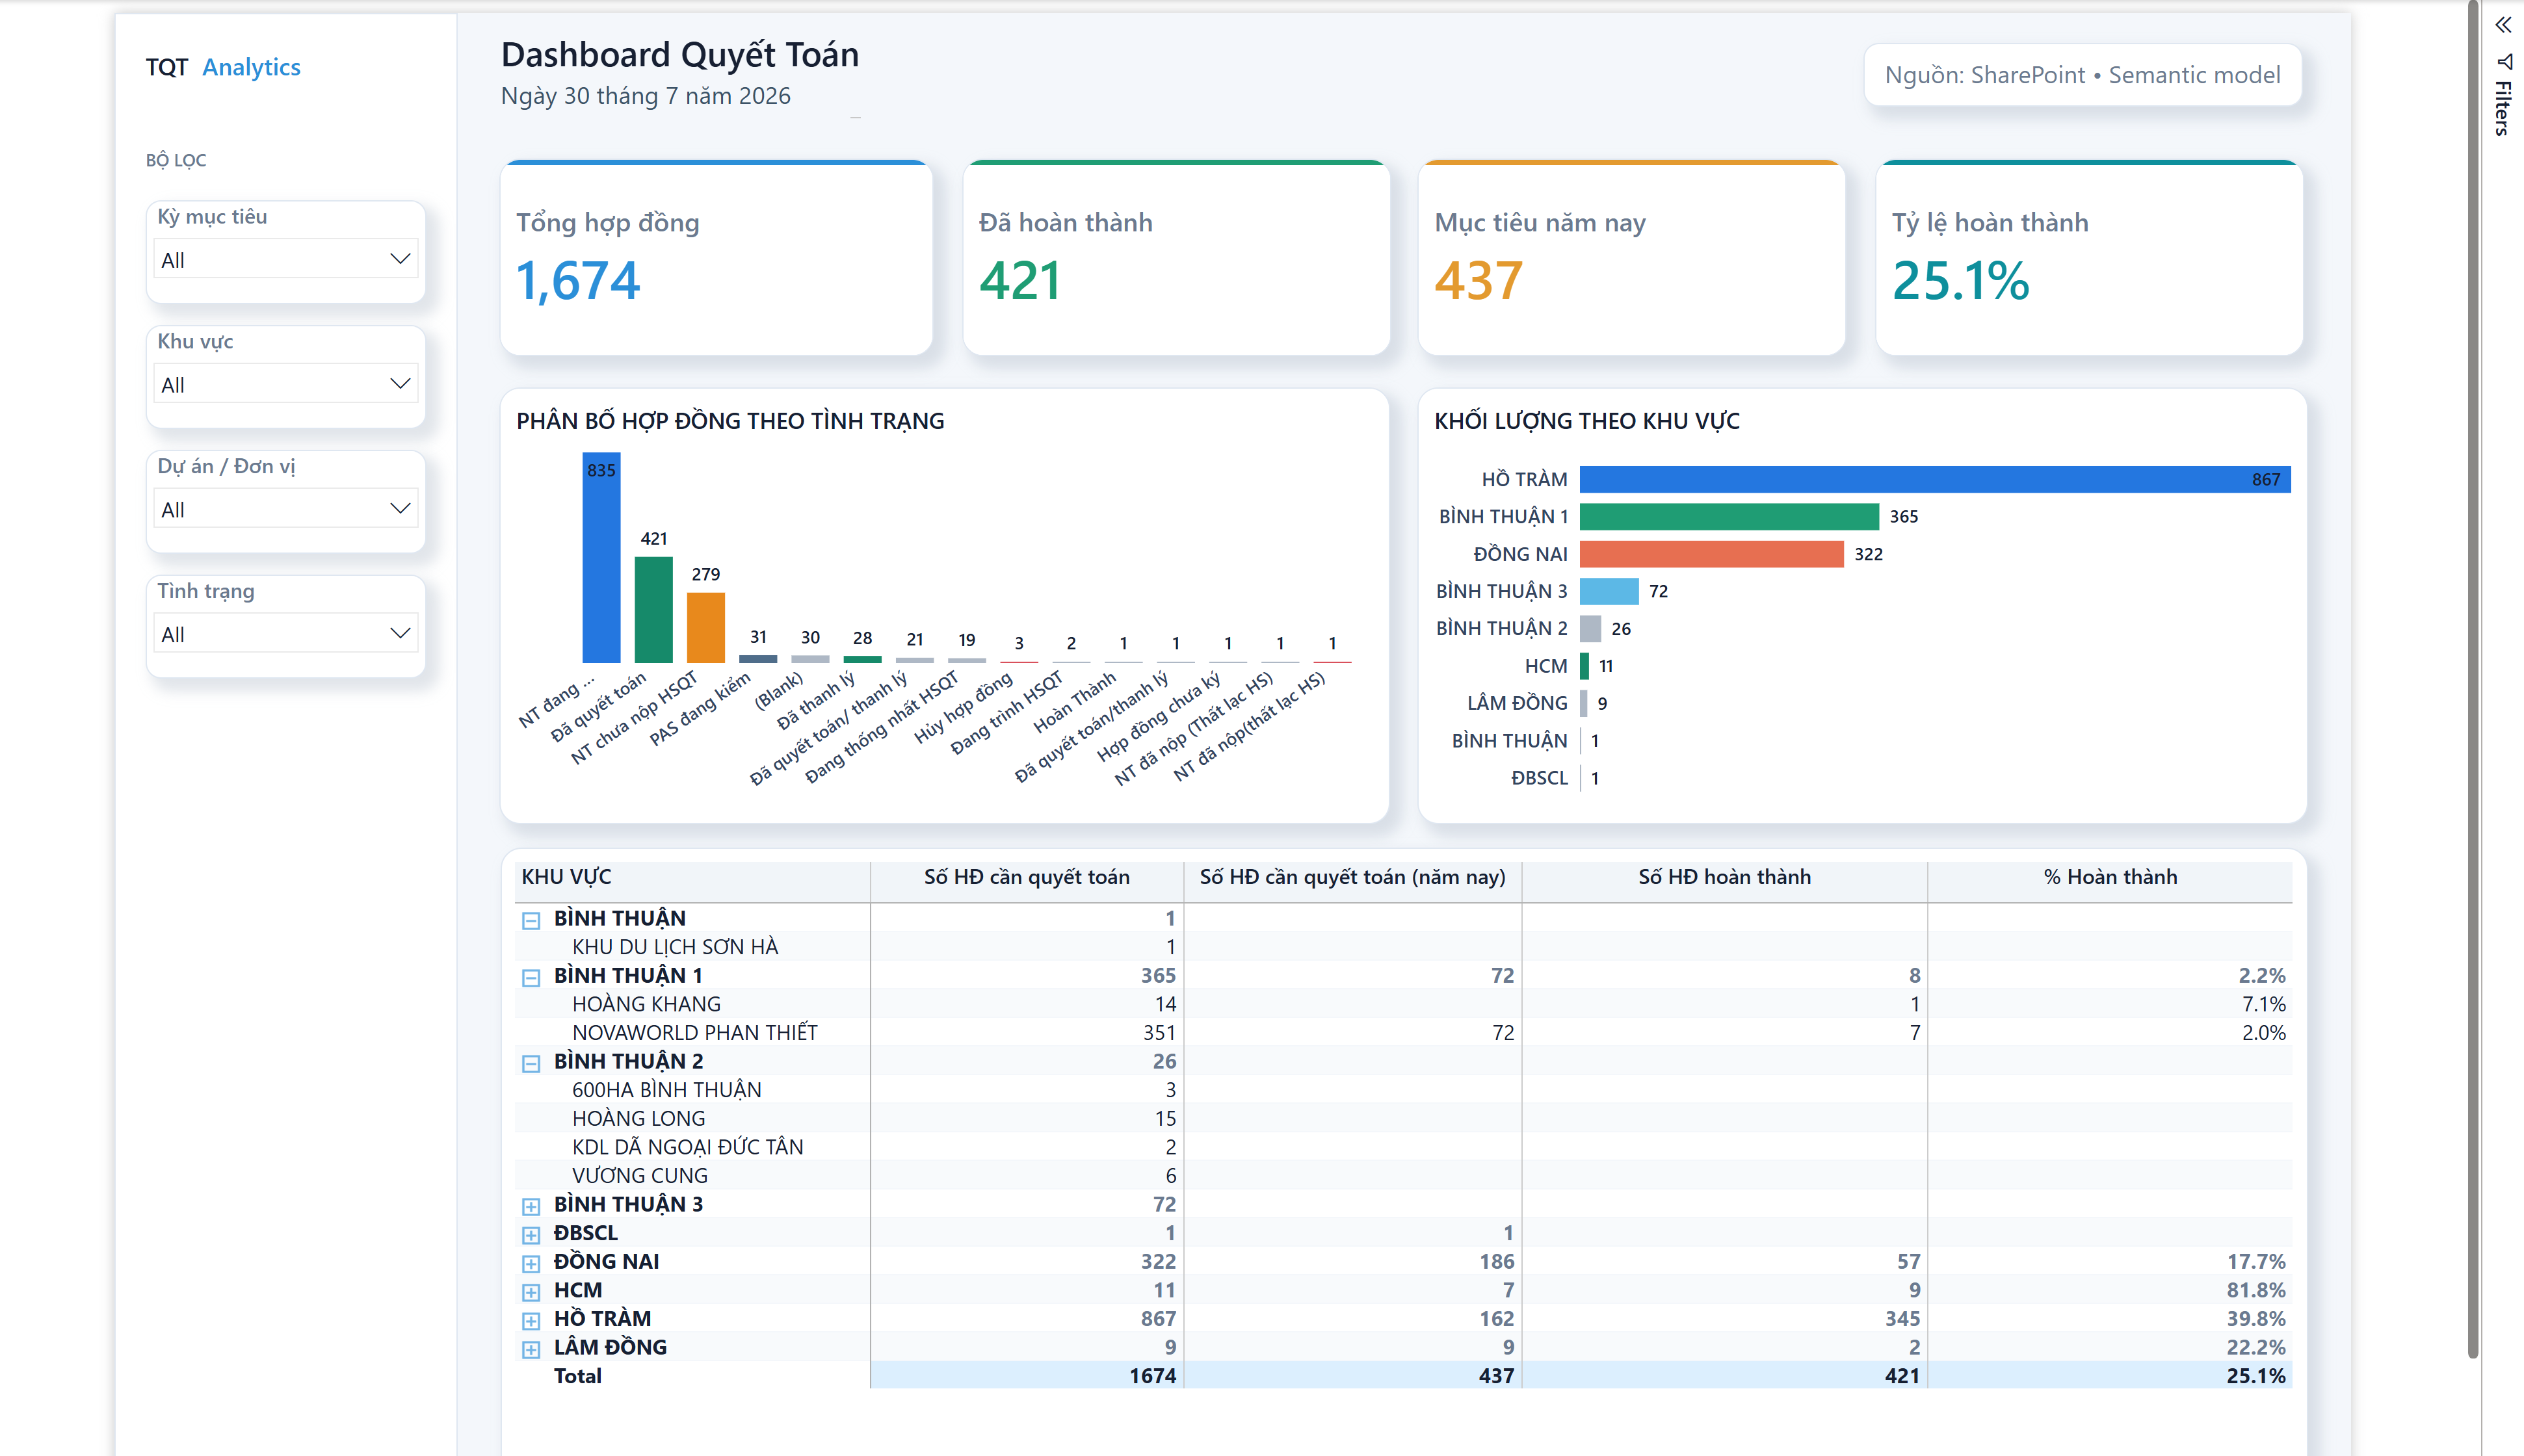 TQT Analytics
BỘ LỌC
Kỳ mục tiêu
All
Khu vực
All
Dự án / Đơn vị
All
Tình trạng
All
Dashboard Quyết Toán
Ngày 30 tháng 7 năm 2026
Nguồn: SharePoint • Semantic model
Filters
Tổng hợp đồng
1,674
Đã hoàn thành
421
Mục tiêu năm nay
437
Tỷ lệ hoàn thành
25.1%
PHÂN BỐ HỢP ĐỒNG THEO TÌNH TRẠNG
835
421
279
31
30
28
21
19
3
2
1
1
1
1
1
NT đang ...
Đã quyết toán
NT chưa nộp HSQT
PAS đang kiểm
(Blank)
Đã thanh lý
Đã quyết toán/ thanh lý
Đang thống nhất HSQT
Hủy hợp đồng
Đang trình HSQT
Hoàn Thành
Đã quyết toán/thanh lý
Hợp đồng chưa ký
NT đã nộp (Thất lạc HS)
NT đã nộp(thất lạc HS)
KHỐI LƯỢNG THEO KHU VỰC
HỒ TRÀM 867
BÌNH THUẬN 1 365
ĐỒNG NAI 322
BÌNH THUẬN 3 72
BÌNH THUẬN 2 26
HCM 11
LÂM ĐỒNG 9
BÌNH THUẬN 1
ĐBSCL 1
KHU VỰC Số HĐ cần quyết toán Số HĐ cần quyết toán (năm nay) Số HĐ hoàn thành % Hoàn thành
BÌNH THUẬN 1
KHU DU LỊCH SƠN HÀ 1
BÌNH THUẬN 1 365 72 8 2.2%
HOÀNG KHANG 14 1 7.1%
NOVAWORLD PHAN THIẾT 351 72 7 2.0%
BÌNH THUẬN 2 26
600HA BÌNH THUẬN 3
HOÀNG LONG 15
KDL DÃ NGOẠI ĐỨC TÂN 2
VƯƠNG CUNG 6
BÌNH THUẬN 3 72
ĐBSCL 1 1
ĐỒNG NAI 322 186 57 17.7%
HCM 11 7 9 81.8%
HỒ TRÀM 867 162 345 39.8%
LÂM ĐỒNG 9 9 2 22.2%
Total 1674 437 421 25.1%